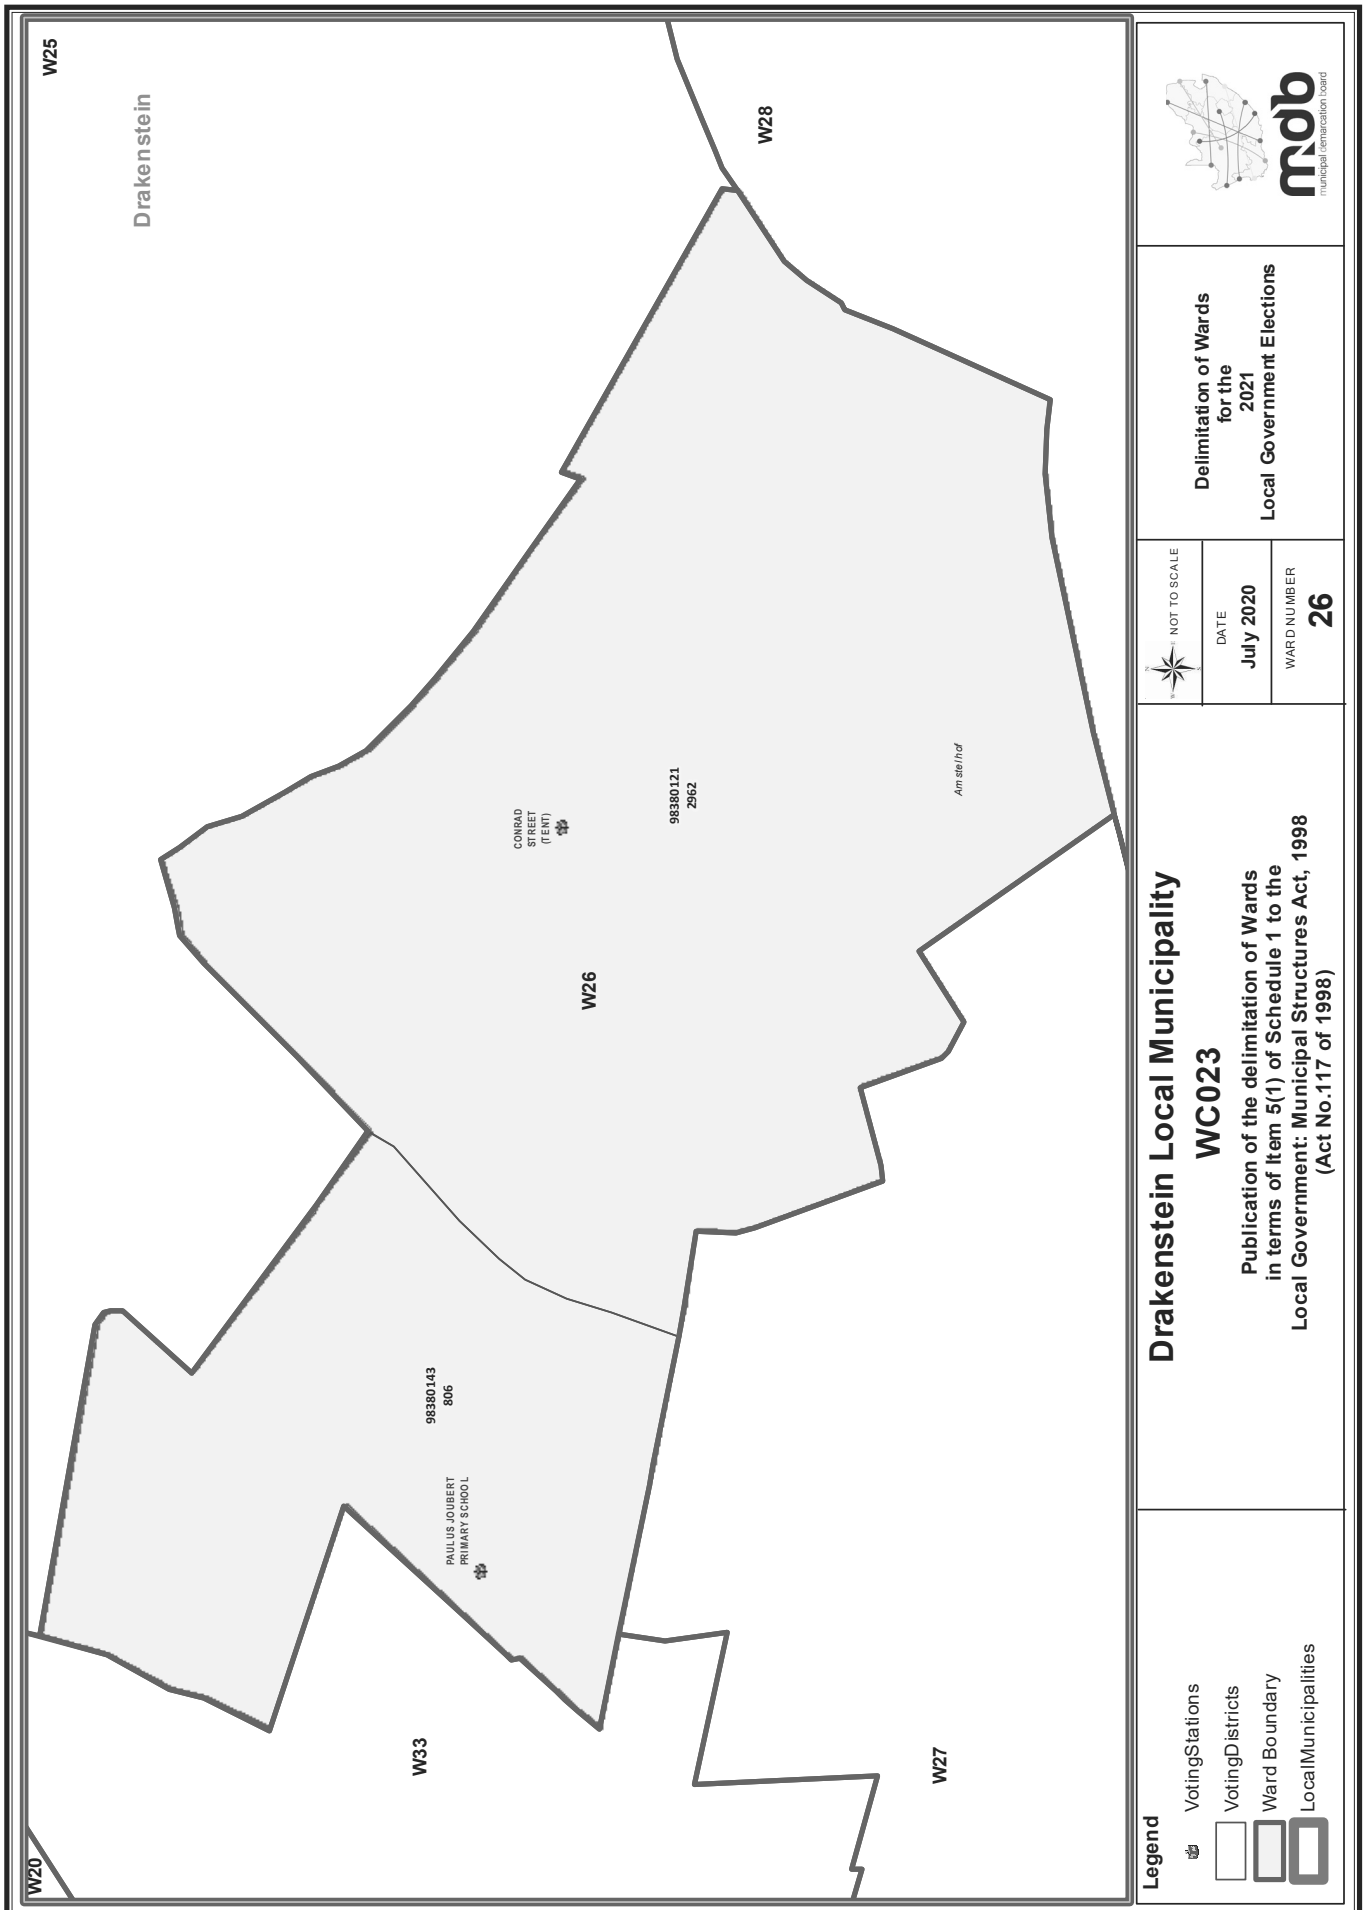 W20
W25
Drakenstein
W28
W33
W27
W26
CONRAD
STREET
(TENT)
98380121
2962
Amstelhof
98380143
806
PAULUS JOUBERT
PRIMARY SCHOOL
Legend
VotingStations
VotingDistricts
Ward Boundary
LocalMunicipalities
Drakenstein Local Municipality
WC023
Publication of the delimitation of Wards
in terms of Item 5(1) of Schedule 1 to the
Local Government: Municipal Structures Act, 1998
(Act No.117 of 1998)
N
E
S
W
NOT TO SCALE
DATE
July 2020
WARD NUMBER
26
Delimitation of Wards
for the
2021
Local Government Elections
mdb
municipal demarcation board